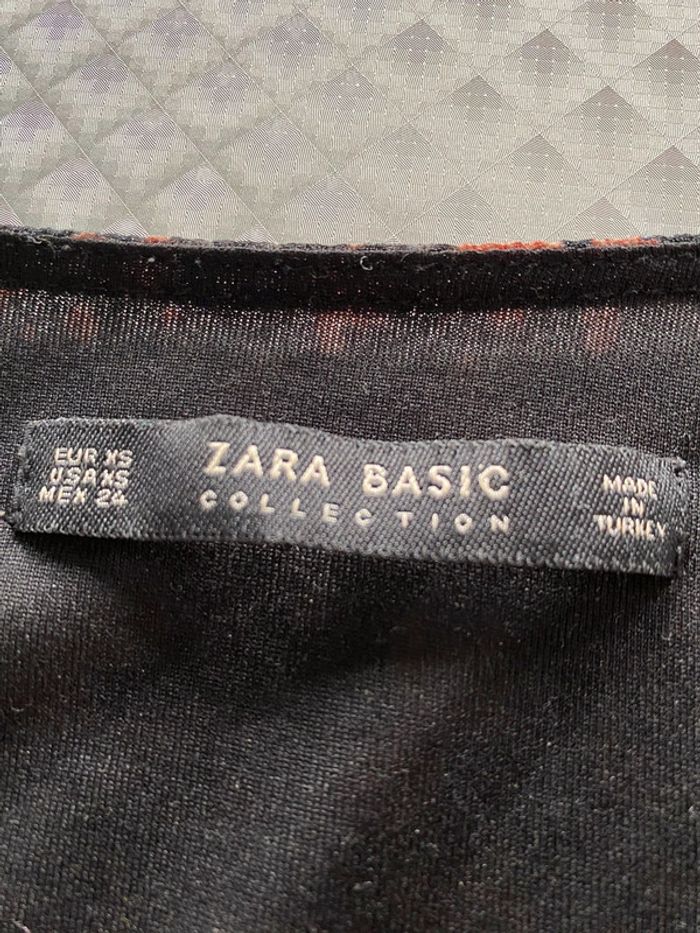 EUR XS
USA XS
MEX 24
ZARA BASIC
COLLECTION
MADE
IN
TURKEY